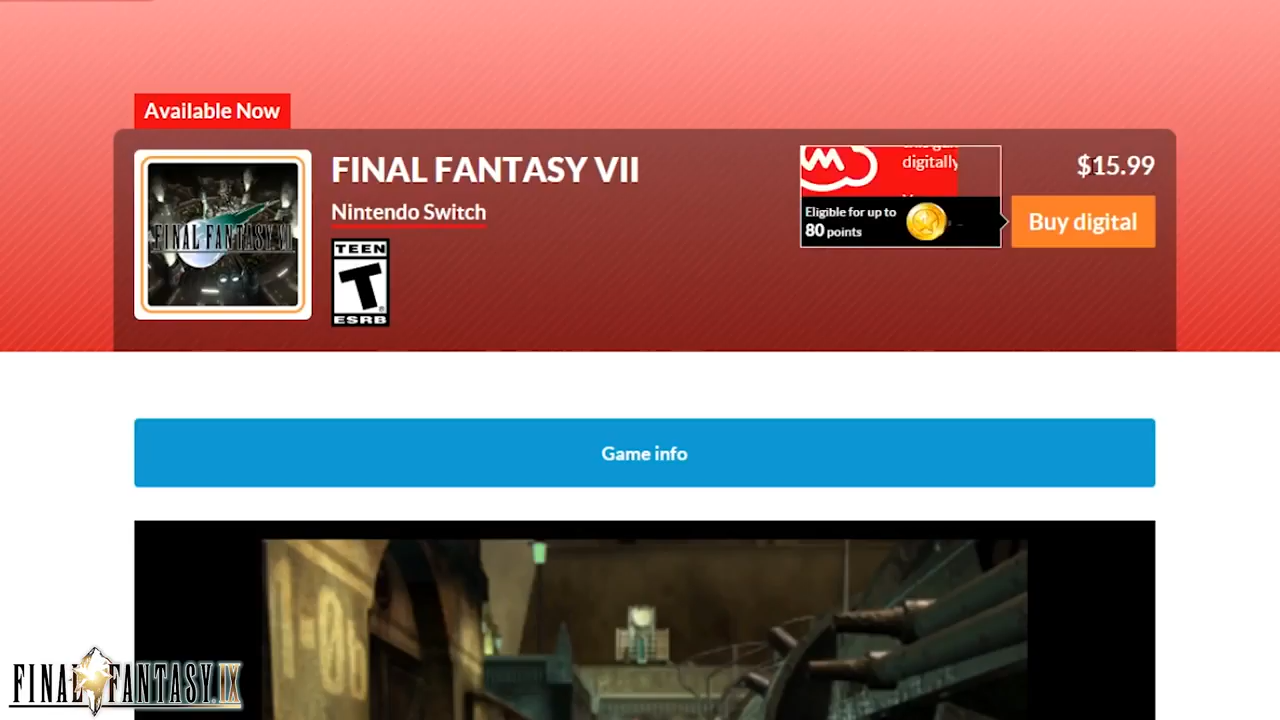 Available Now
FINAL FANTASY VII
Nintendo Switch
TEEN
T
ESRB
FINAL FANTASY VII
digitally
Eligible for up to
80 points
$15.99
Buy digital
Game info
FINAL FANTASY IX